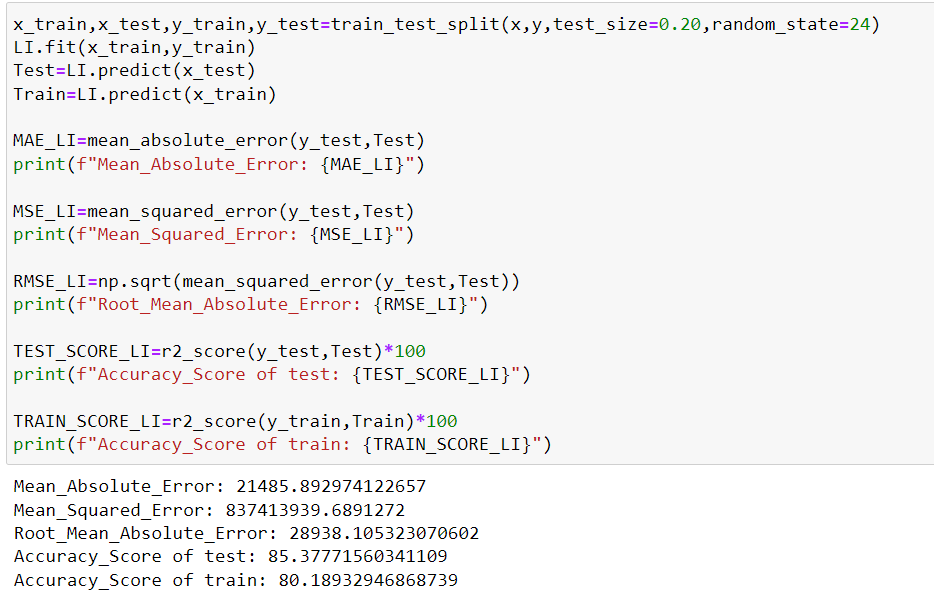 x_train,x_test,y_train,y_test=train_test_split(x,y,test_size=0.20,random_state=24)
LI.fit(x_train,y_train)
Test=LI.predict(x_test)
Train=LI.predict(x_train)
MAE_LI=mean_absolute_error(y_test,Test)
print(f"Mean_Absolute_Error: {MAE_LI}")
MSE_LI=mean_squared_error(y_test,Test)
print(f"Mean_Squared_Error: {MSE_LI}")
RMSE_LI=np.sqrt(mean_squared_error(y_test,Test))
print(f"Root_Mean_Absolute_Error: {RMSE_LI}")
TEST_SCORE_LI=r2_score(y_test,Test)*100
print(f"Accuracy_Score of test: {TEST_SCORE_LI}")
TRAIN_SCORE_LI=r2_score(y_train,Train)*100
print(f"Accuracy_Score of train: {TRAIN_SCORE_LI}")
Mean_Absolute_Error: 21485.892974122657
Mean_Squared_Error: 837413939.6891272
Root_Mean_Absolute_Error: 28938.105323070602
Accuracy_Score of test: 85.37771560341109
Accuracy_Score of train: 80.18932946868739